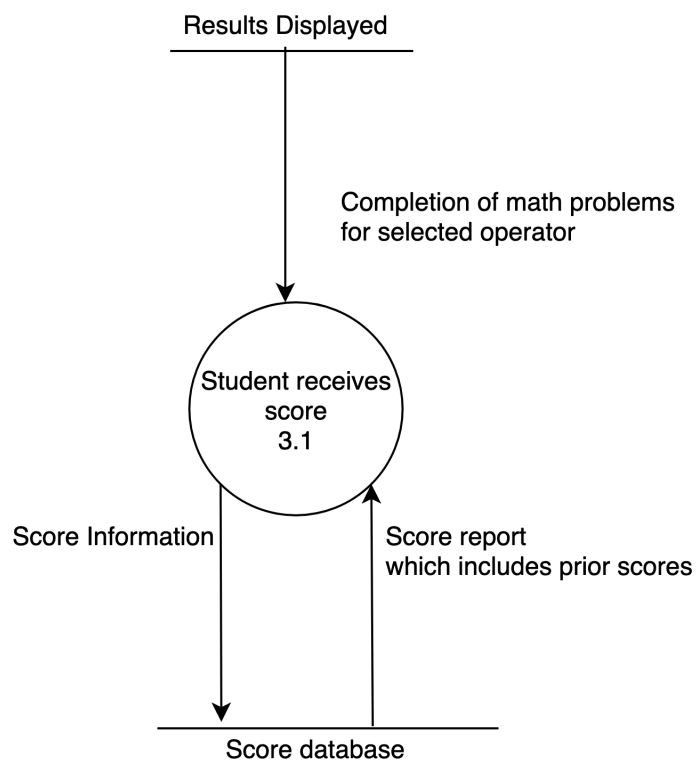 Results Displayed
Completion of math problems
for selected operator
Student receives
score
3.1
Score Information
Score report
which includes prior scores
Score database